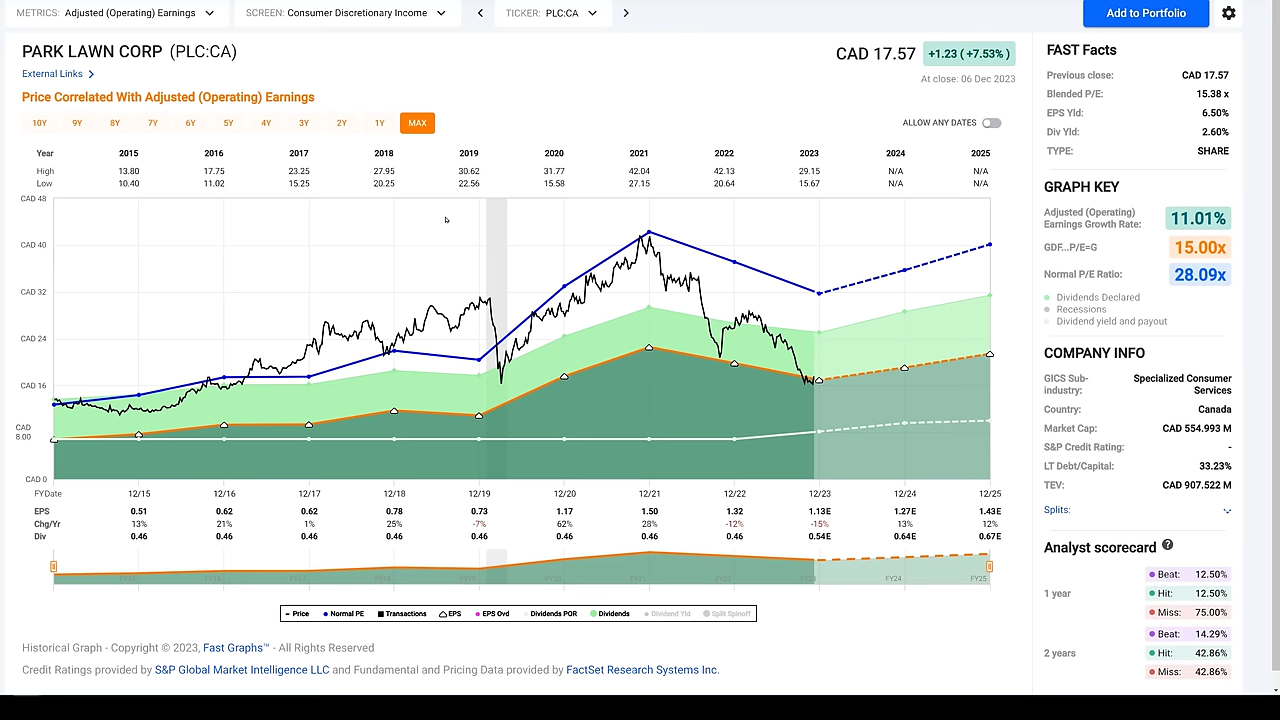 METRICS: Adjusted (Operating) Earnings SCREEN: Consumer Discretionary Income TICKER: PLC:CA Add to Portfolio
PARK LAWN CORP (PLC:CA)
CAD 17.57 +1.23 ( +7.53% )
External Links
At close: 06 Dec 2023
Price Correlated With Adjusted (Operating) Earnings
10Y 9Y 8Y 7Y 6Y 5Y 4Y 3Y 2Y 1Y MAX
ALLOW ANY DATES
Year 2015 2016 2017 2018 2019 2020 2021 2022 2023 2024 2025
High 13.80 17.75 23.25 27.95 30.62 31.77 42.04 42.13 29.15 N/A N/A
Low 10.40 11.02 15.25 20.25 22.56 15.58 27.15 20.64 15.67 N/A N/A
CAD 48
CAD 40
CAD 32
CAD 24
CAD 16
CAD
8.00
CAD 0
FYDate 12/15 12/16 12/17 12/18 12/19 12/20 12/21 12/22 12/23 12/24 12/25
EPS 0.51 0.62 0.62 0.78 0.73 1.17 1.50 1.32 1.13E 1.27E 1.43E
Chg/Yr 13% 21% 1% 25% -7% 62% 28% -12% -15% 13% 12%
Div 0.46 0.46 0.46 0.46 0.46 0.46 0.46 0.46 0.54E 0.64E 0.67E
FY15 FY16 FY17 FY18 FY19 FY20 FY21 FY22 FY23 FY24 FY25
Price Normal PE Transactions EPS EPS Ovd Dividends POR Dividends Dividend Yld Split Spinoff
Historical Graph - Copyright © 2023, Fast Graphs™ - All Rights Reserved
Credit Ratings provided by S&P Global Market Intelligence LLC and Fundamental and Pricing Data provided by FactSet Research Systems Inc.
FAST Facts
Previous close: CAD 17.57
Blended P/E: 15.38 x
EPS Yld: 6.50%
Div Yld: 2.60%
TYPE: SHARE
GRAPH KEY
Adjusted (Operating)
Earnings Growth Rate: 11.01%
GDF...P/E=G 15.00x
Normal P/E Ratio: 28.09x
Dividends Declared
Recessions
Dividend yield and payout
COMPANY INFO
GICS Sub- Specialized Consumer
industry: Services
Country: Canada
Market Cap: CAD 554.993 M
S&P Credit Rating: -
LT Debt/Capital: 33.23%
TEV: CAD 907.522 M
Splits:
Analyst scorecard
Beat: 12.50%
1 year Hit: 12.50%
Miss: 75.00%
Beat: 14.29%
2 years Hit: 42.86%
Miss: 42.86%